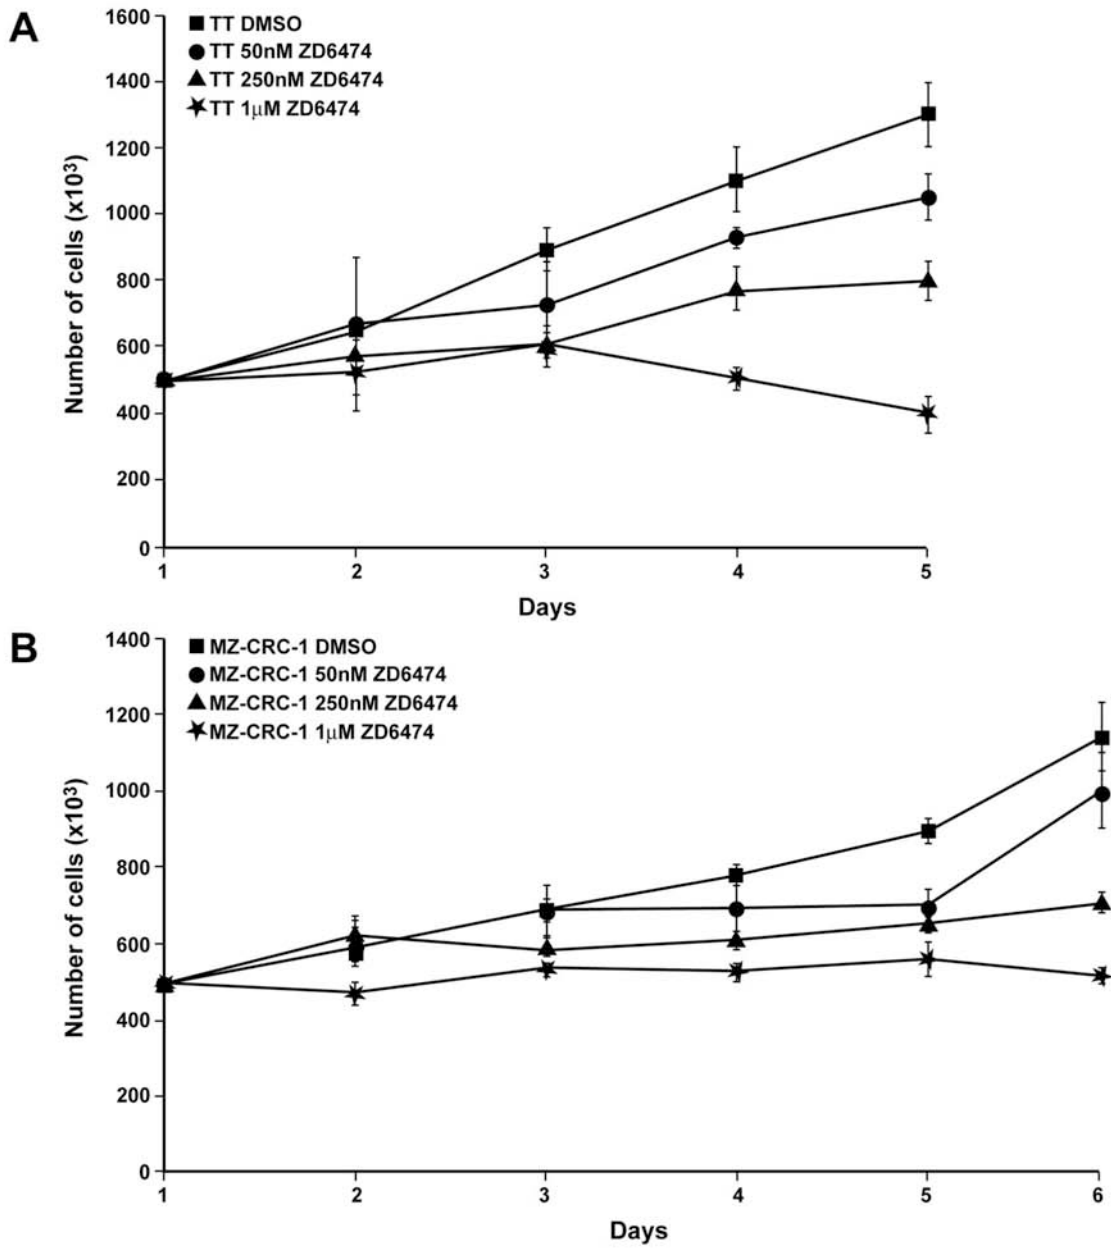 A
1600
1400
1200
1000
800
600
400
200
0
Number of cells (x10³)
TT DMSO
TT 50nM ZD6474
TT 250nM ZD6474
TT 1μM ZD6474
1 2 3 4 5
Days
B
1400
1200
1000
800
600
400
200
0
Number of cells (x10³)
MZ-CRC-1 DMSO
MZ-CRC-1 50nM ZD6474
MZ-CRC-1 250nM ZD6474
MZ-CRC-1 1μM ZD6474
1 2 3 4 5 6
Days